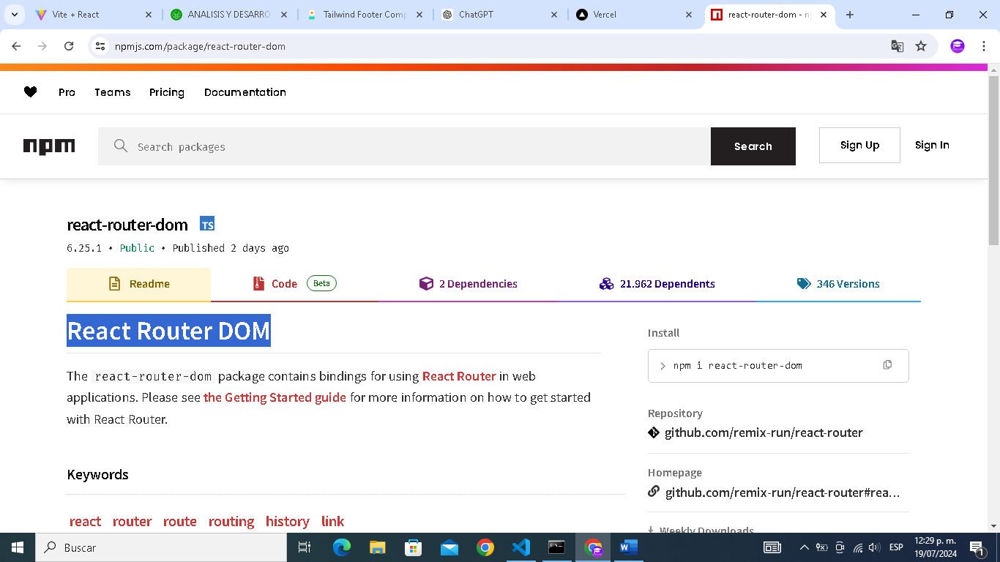 Vite + React
ANALISIS Y DESARRO
Tailwind Footer Comp
ChatGPT
Vercel
react-router-dom - np
npmjs.com/package/react-router-dom
Pro
Teams
Pricing
Documentation
npm
Search packages
Search
Sign Up
Sign In
react-router-dom TS
6.25.1 • Public • Published 2 days ago
Readme
Code Beta
2 Dependencies
21.962 Dependents
346 Versions
React Router DOM
The react-router-dom package contains bindings for using React Router in web
applications. Please see the Getting Started guide for more information on how to get started
with React Router.
Keywords
react router route routing history link
Install
npm i react-router-dom
Repository
github.com/remix-run/react-router
Homepage
github.com/remix-run/react-router#rea...
Weekly Downloads
Buscar
ESP
12:29 p. m.
19/07/2024
1